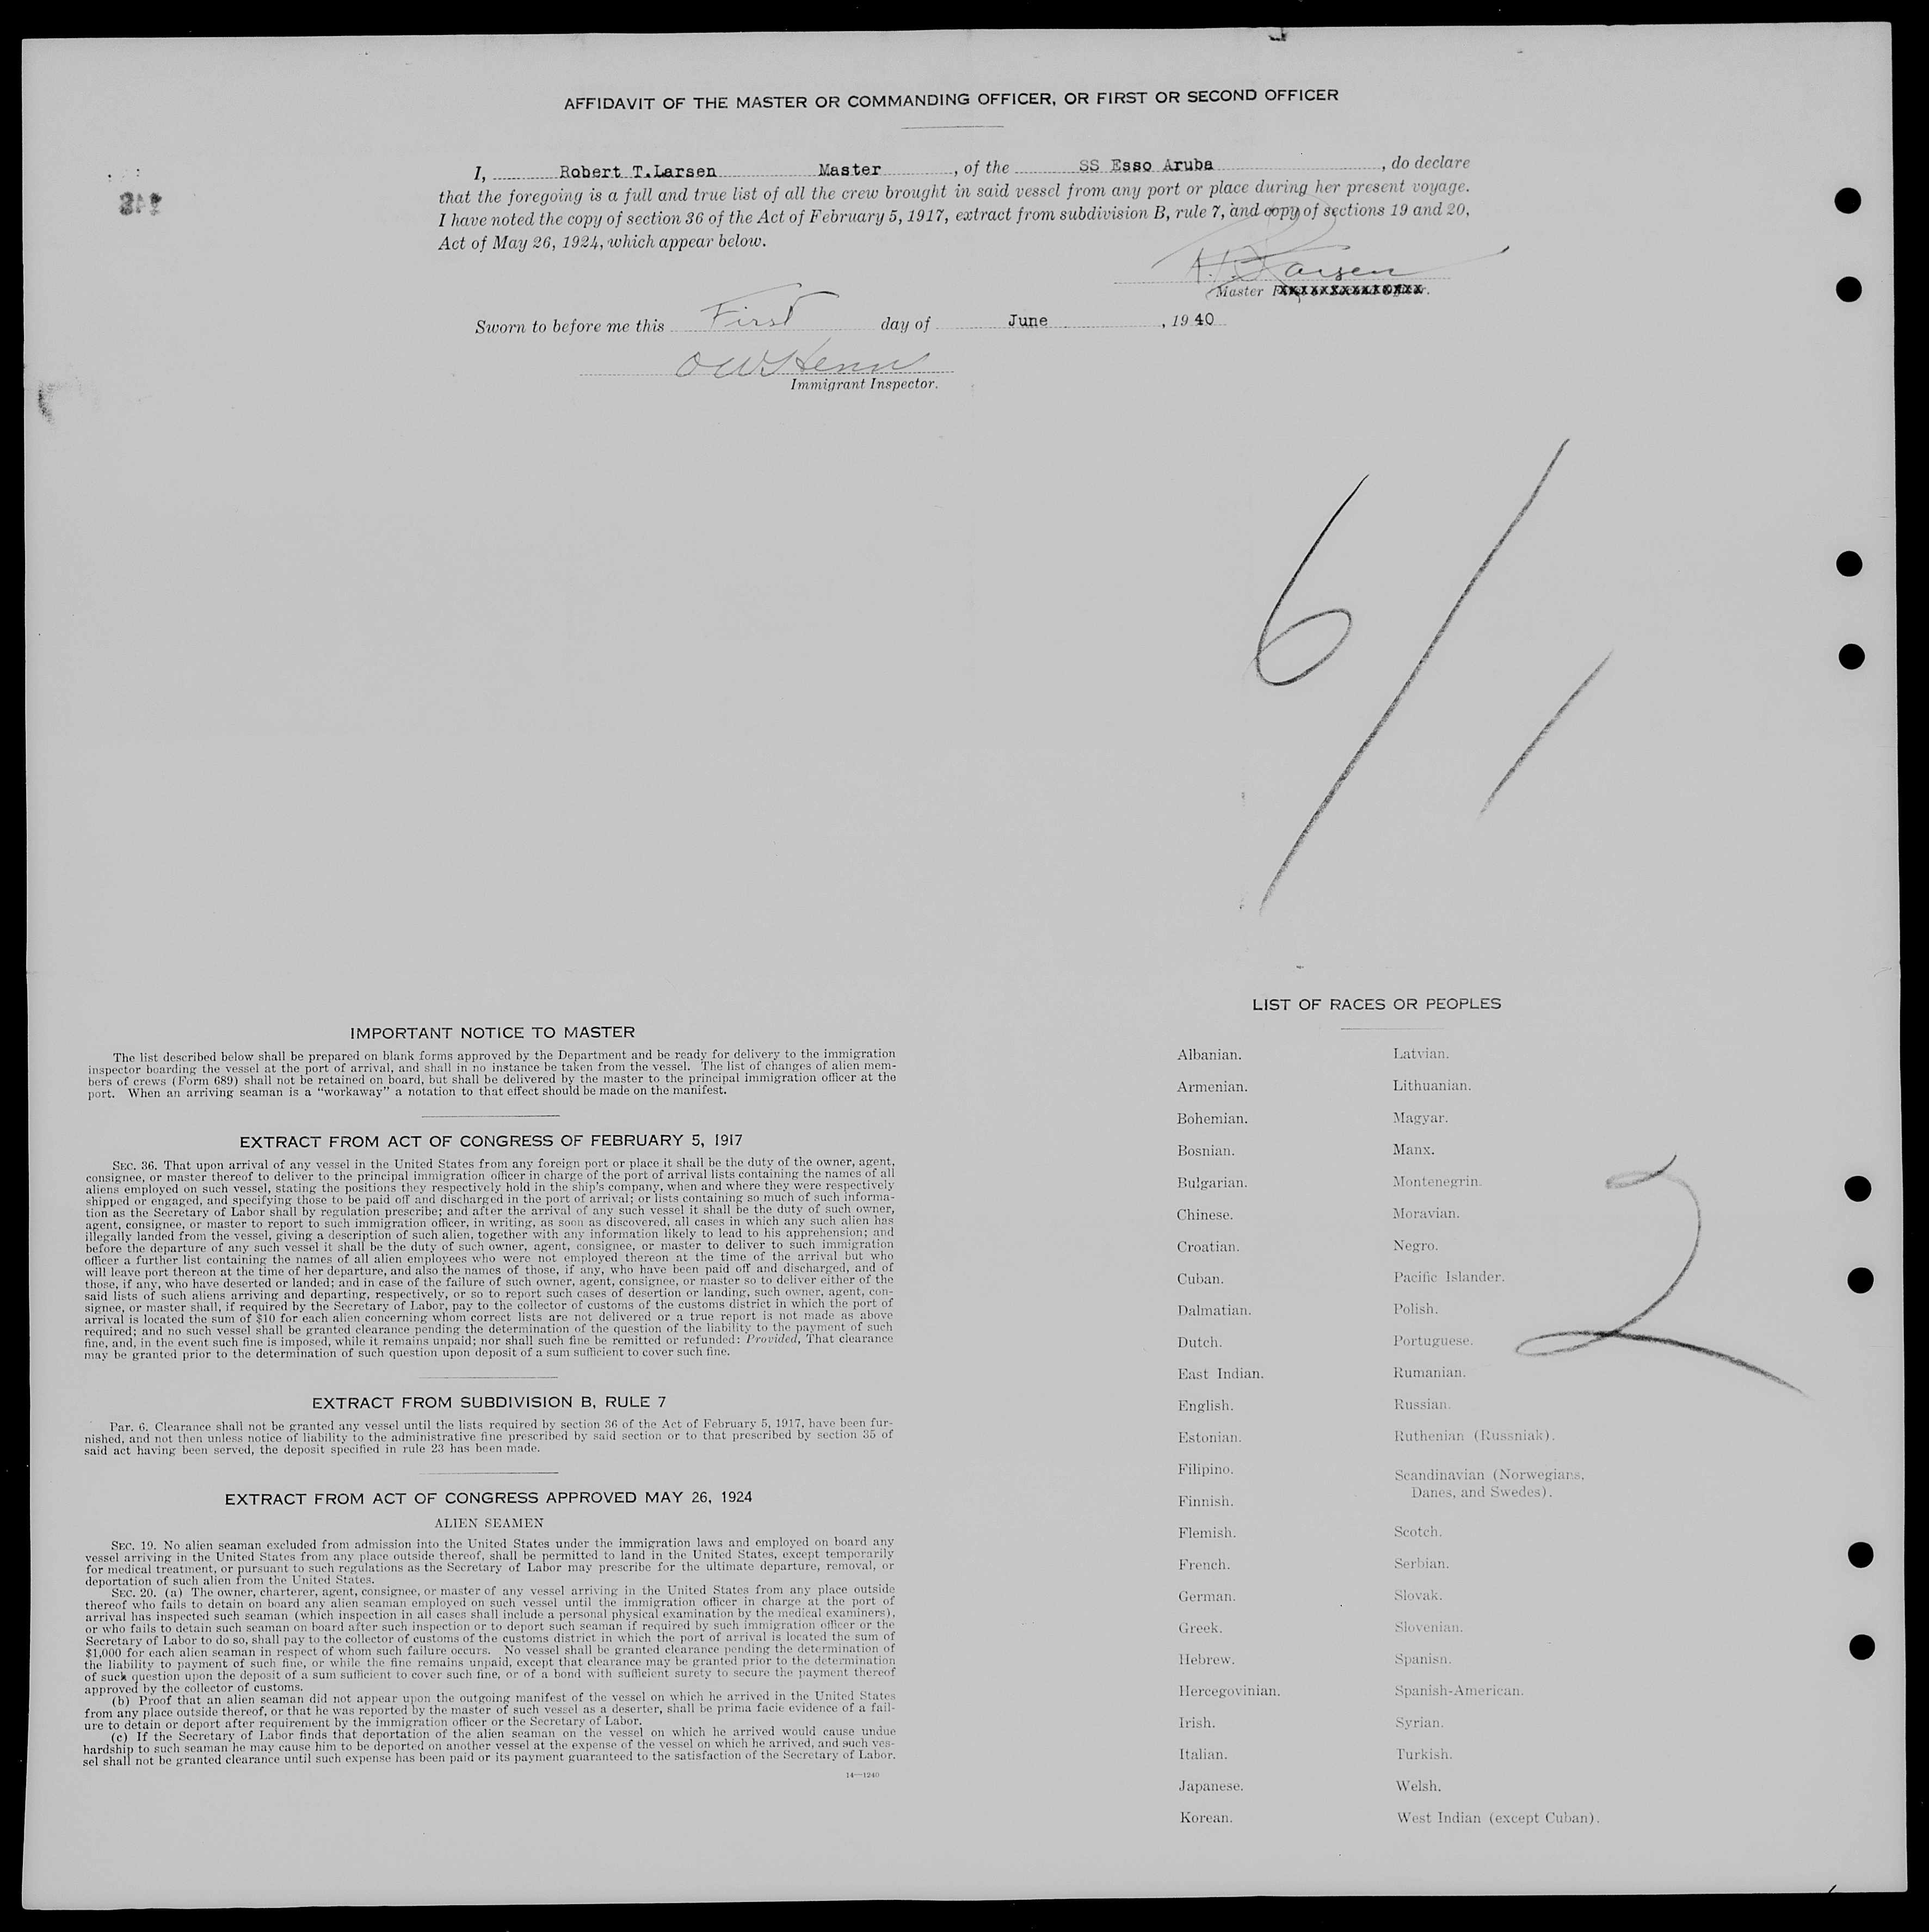 AFFIDAVIT OF THE MASTER OR COMMANDING OFFICER, OR FIRST OR SECOND OFFICER
I, Robert T.Larsen Master, of the SS Esso Aruba, do declare
that the foregoing is a full and true list of all the crew brought in said vessel from any port or place during her present voyage.
I have noted the copy of section 36 of the Act of February 5, 1917, extract from subdivision B, rule 7, and copy of sections 19 and 20,
Act of May 26, 1924, which appear below.
Larsen
Master
Sworn to before me this First day of June, 1940
Immigrant Inspector.
6/1
IMPORTANT NOTICE TO MASTER
The list described below shall be prepared on blank forms approved by the Department and be ready for delivery to the immigration
inspector boarding the vessel at the port of arrival, and shall in no instance be taken from the vessel. The list of changes of alien mem-
bers of crews (Form 689) shall not be retained on board, but shall be delivered by the master to the principal immigration officer at the
port. When an arriving seaman is a “workaway” a notation to that effect should be made on the manifest.
EXTRACT FROM ACT OF CONGRESS OF FEBRUARY 5, 1917
SEC. 36. That upon arrival of any vessel in the United States from any foreign port or place it shall be the duty of the owner, agent,
consignee, or master thereof to deliver to the principal immigration officer in charge of the port of arrival lists containing the names of all
aliens employed on such vessel, stating the positions they respectively hold in the ship's company, when and where they were respectively
shipped or engaged, and specifying those to be paid off and discharged in the port of arrival; or lists containing so much of such informa-
tion as the Secretary of Labor shall by regulation prescribe; and after the arrival of any such vessel it shall be the duty of such owner,
agent, consignee, or master to report to such immigration officer, in writing, as soon as discovered, all cases in which any such alien has
illegally landed from the vessel, giving a description of such alien, together with any information likely to lead to his apprehension; and
before the departure of any such vessel it shall be the duty of such owner, agent, consignee, or master to deliver to such immigration
officer a further list containing the names of all alien employees who were not employed thereon at the time of the arrival but who
will leave port thereon at the time of her departure, and also the names of those, if any, who have been paid off and discharged, and of
those, if any, who have deserted or landed; and in case of the failure of such owner, agent, consignee, or master so to deliver either of the
said lists of such aliens arriving and departing, respectively, or so to report such cases of desertion or landing, such owner, agent, con-
signee, or master shall, if required by the Secretary of Labor, pay to the collector of customs of the customs district in which the port of
arrival is located the sum of $10 for each alien concerning whom correct lists are not delivered or a true report is not made as above
required; and no such vessel shall be granted clearance pending the determination of the question of the liability to the payment of such
fine, and, in the event such fine is imposed, while it remains unpaid; nor shall such fine be remitted or refunded: Provided, That clearance
may be granted prior to the determination of such question upon deposit of a sum sufficient to cover such fine.
EXTRACT FROM SUBDIVISION B, RULE 7
Par. 6. Clearance shall not be granted any vessel until the lists required by section 36 of the Act of February 5, 1917, have been fur-
nished, and not then unless notice of liability to the administrative fine prescribed by said section or to that prescribed by section 35 of
said act having been served, the deposit specified in rule 23 has been made.
EXTRACT FROM ACT OF CONGRESS APPROVED MAY 26, 1924
ALIEN SEAMEN
SEC. 19. No alien seaman excluded from admission into the United States under the immigration laws and employed on board any
vessel arriving in the United States from any place outside thereof, shall be permitted to land in the United States, except temporarily
for medical treatment, or pursuant to such regulations as the Secretary of Labor may prescribe for the ultimate departure, removal, or
deportation of such alien from the United States.
SEC. 20. (a) The owner, charterer, agent, consignee, or master of any vessel arriving in the United States from any place outside
thereof who fails to detain on board any alien seaman employed on such vessel until the immigration officer in charge at the port of
arrival has inspected such seaman (which inspection in all cases shall include a personal physical examination by the medical examiners),
or who fails to detain such seaman on board after such inspection or to deport such seaman if required by such immigration officer or the
Secretary of Labor to do so, shall pay to the collector of customs of the customs district in which the port of arrival is located the sum of
$1,000 for each alien seaman in respect of whom such failure occurs. No vessel shall be granted clearance pending the determination of
the liability to payment of such fine, or while the fine remains unpaid, except that clearance may be granted prior to the determination
of such question upon the deposit of a sum sufficient to cover such fine, or of a bond with sufficient surety to secure the payment thereof
approved by the collector of customs.
(b) Proof that an alien seaman did not appear upon the outgoing manifest of the vessel on which he arrived in the United States
from any place outside thereof, or that he was reported by the master of such vessel as a deserter, shall be prima facie evidence of a fail-
ure to detain or deport after requirement by the immigration officer or the Secretary of Labor.
(c) If the Secretary of Labor finds that deportation of the alien seaman on the vessel on which he arrived would cause undue
hardship to such seaman he may cause him to be deported on another vessel at the expense of the vessel on which he arrived, and such ves-
sel shall not be granted clearance until such expense has been paid or its payment guaranteed to the satisfaction of the Secretary of Labor.
14—1240
LIST OF RACES OR PEOPLES
Albanian.
Armenian.
Bohemian.
Bosnian.
Bulgarian.
Chinese.
Croatian.
Cuban.
Dalmatian.
Dutch.
East Indian.
English.
Estonian.
Filipino.
Finnish.
Flemish.
French.
German.
Greek.
Hebrew.
Hercegovinian.
Irish.
Italian.
Japanese.
Korean.
Latvian.
Lithuanian.
Magyar.
Manx.
Montenegrin.
Moravian.
Negro.
Pacific Islander.
Polish.
Portuguese.
Rumanian.
Russian.
Ruthenian (Russniak).
Scandinavian (Norwegians,
Danes, and Swedes).
Scotch.
Serbian.
Slovak.
Slovenian.
Spanish.
Spanish-American.
Syrian.
Turkish.
Welsh.
West Indian (except Cuban).
2